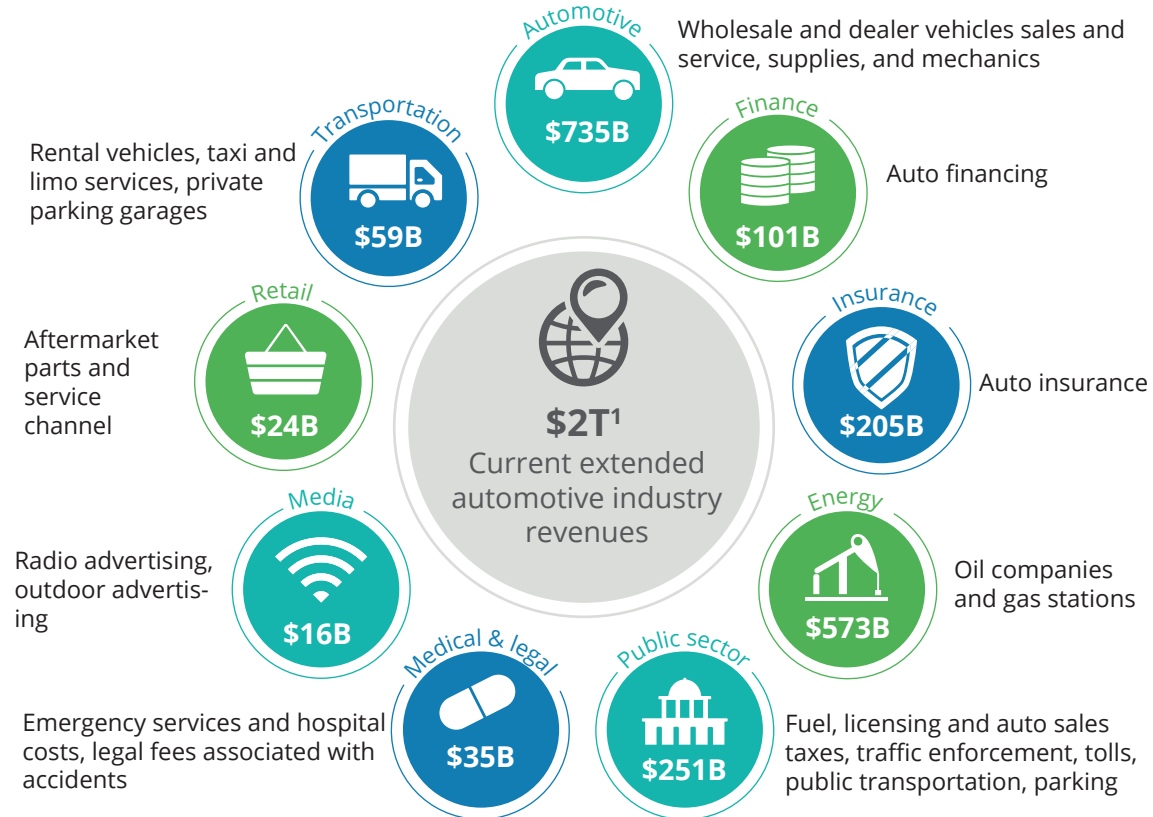 Automotive
$735B
Wholesale and dealer vehicles sales and
service, supplies, and mechanics
Finance
$101B
Auto financing
Insurance
$205B
Auto insurance
Energy
$573B
Oil companies
and gas stations
Public sector
$251B
Fuel, licensing and auto sales
taxes, traffic enforcement, tolls,
public transportation, parking
Medical & legal
$35B
Emergency services and hospital
costs, legal fees associated with
accidents
Media
$16B
Radio advertising,
outdoor advertis-
ing
Retail
$24B
Aftermarket
parts and
service
channel
Transportation
$59B
Rental vehicles, taxi and
limo services, private
parking garages
$2T¹
Current extended
automotive industry
revenues